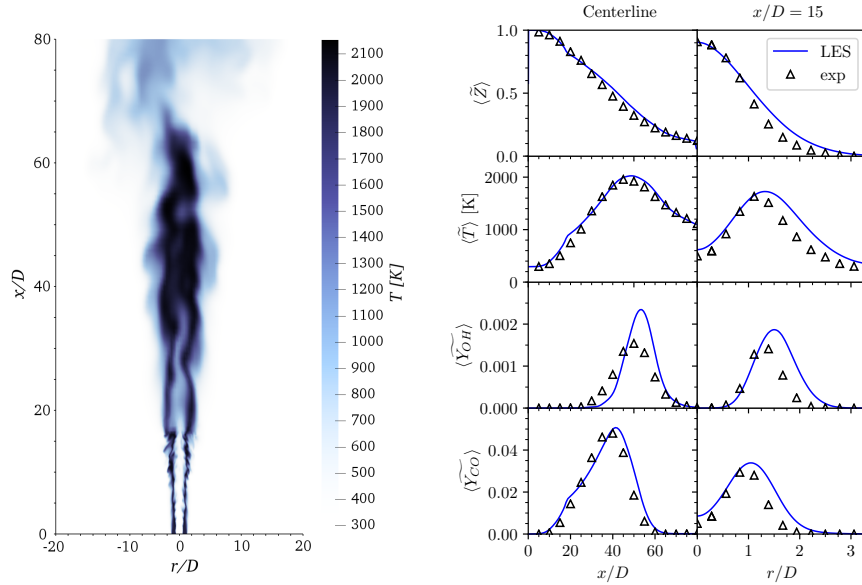 80
60
40
20
0
x/D
-20 -10 0 10 20
r/D
2100
2000
1900
1800
1700
1600
1500
1400
1300
1200
1100
1000
900
800
700
600
500
400
300
T [K]
Centerline
x/D = 15
1.0
0.5
0.0
⟨Z̃⟩
LES
exp
2000
1000
0
⟨T̃⟩ [K]
0.002
0.001
0.000
⟨Ỹ_OH⟩
0.04
0.02
0.00
⟨Ỹ_CO⟩
0 20 40 60
x/D
0 1 2 3
r/D